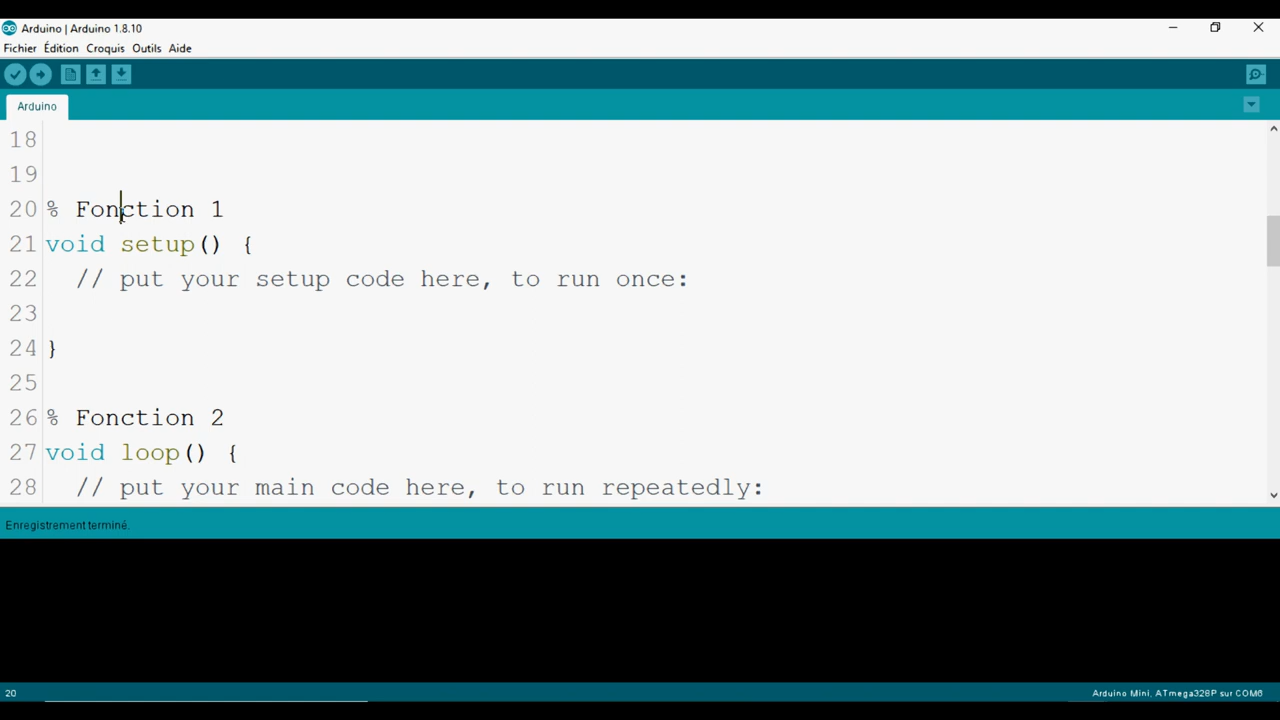 Arduino | Arduino 1.8.10
Fichier Édition Croquis Outils Aide
Arduino
18
19
20 % Fonction 1
21 void setup() {
22 // put your setup code here, to run once:
23
24 }
25
26 % Fonction 2
27 void loop() {
28 // put your main code here, to run repeatedly:
Enregistrement terminé.
20 Arduino Mini, ATmega328P sur COM6